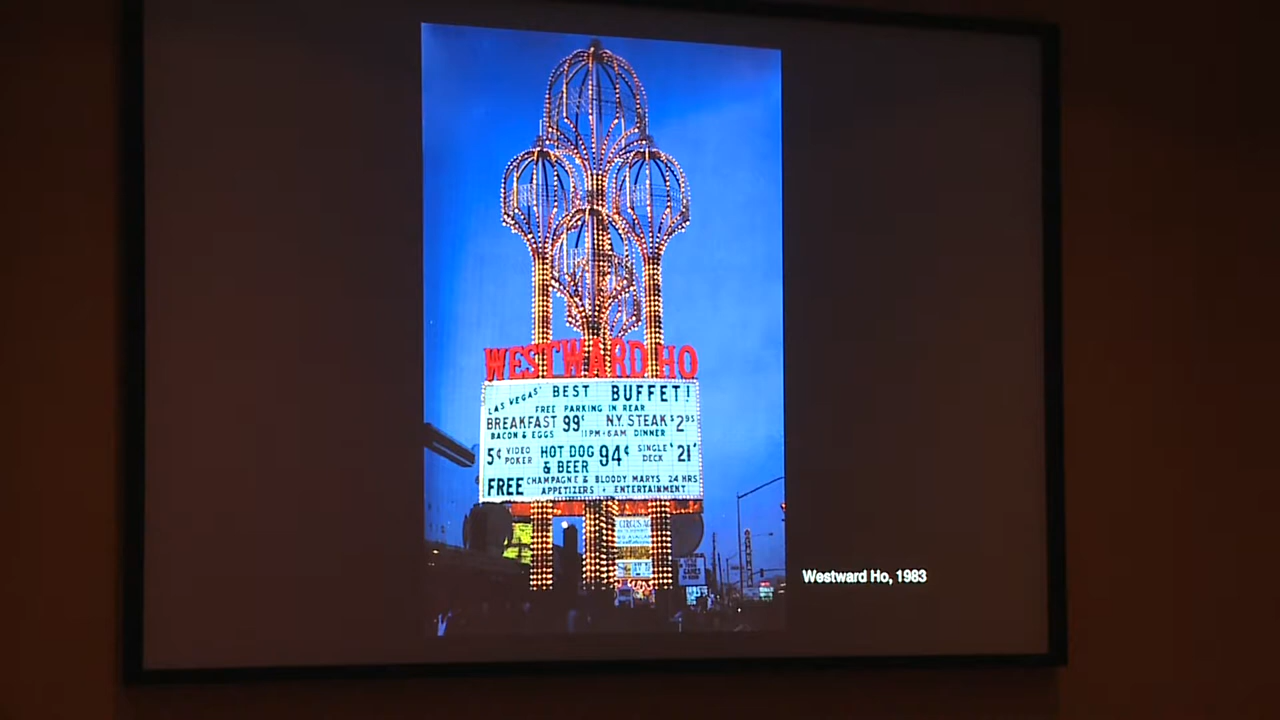 WESTWARD HO
LAS VEGAS' BEST BUFFET!
FREE PARKING IN REAR
BREAKFAST 99¢ N.Y. STEAK $2.95
BACON & EGGS 11PM-6AM DINNER
5¢ VIDEO POKER HOT DOG & BEER 94¢ SINGLE DECK '21'
FREE CHAMPAGNE & BLOODY MARYS 24 HRS
APPETIZERS + ENTERTAINMENT
Westward Ho, 1983